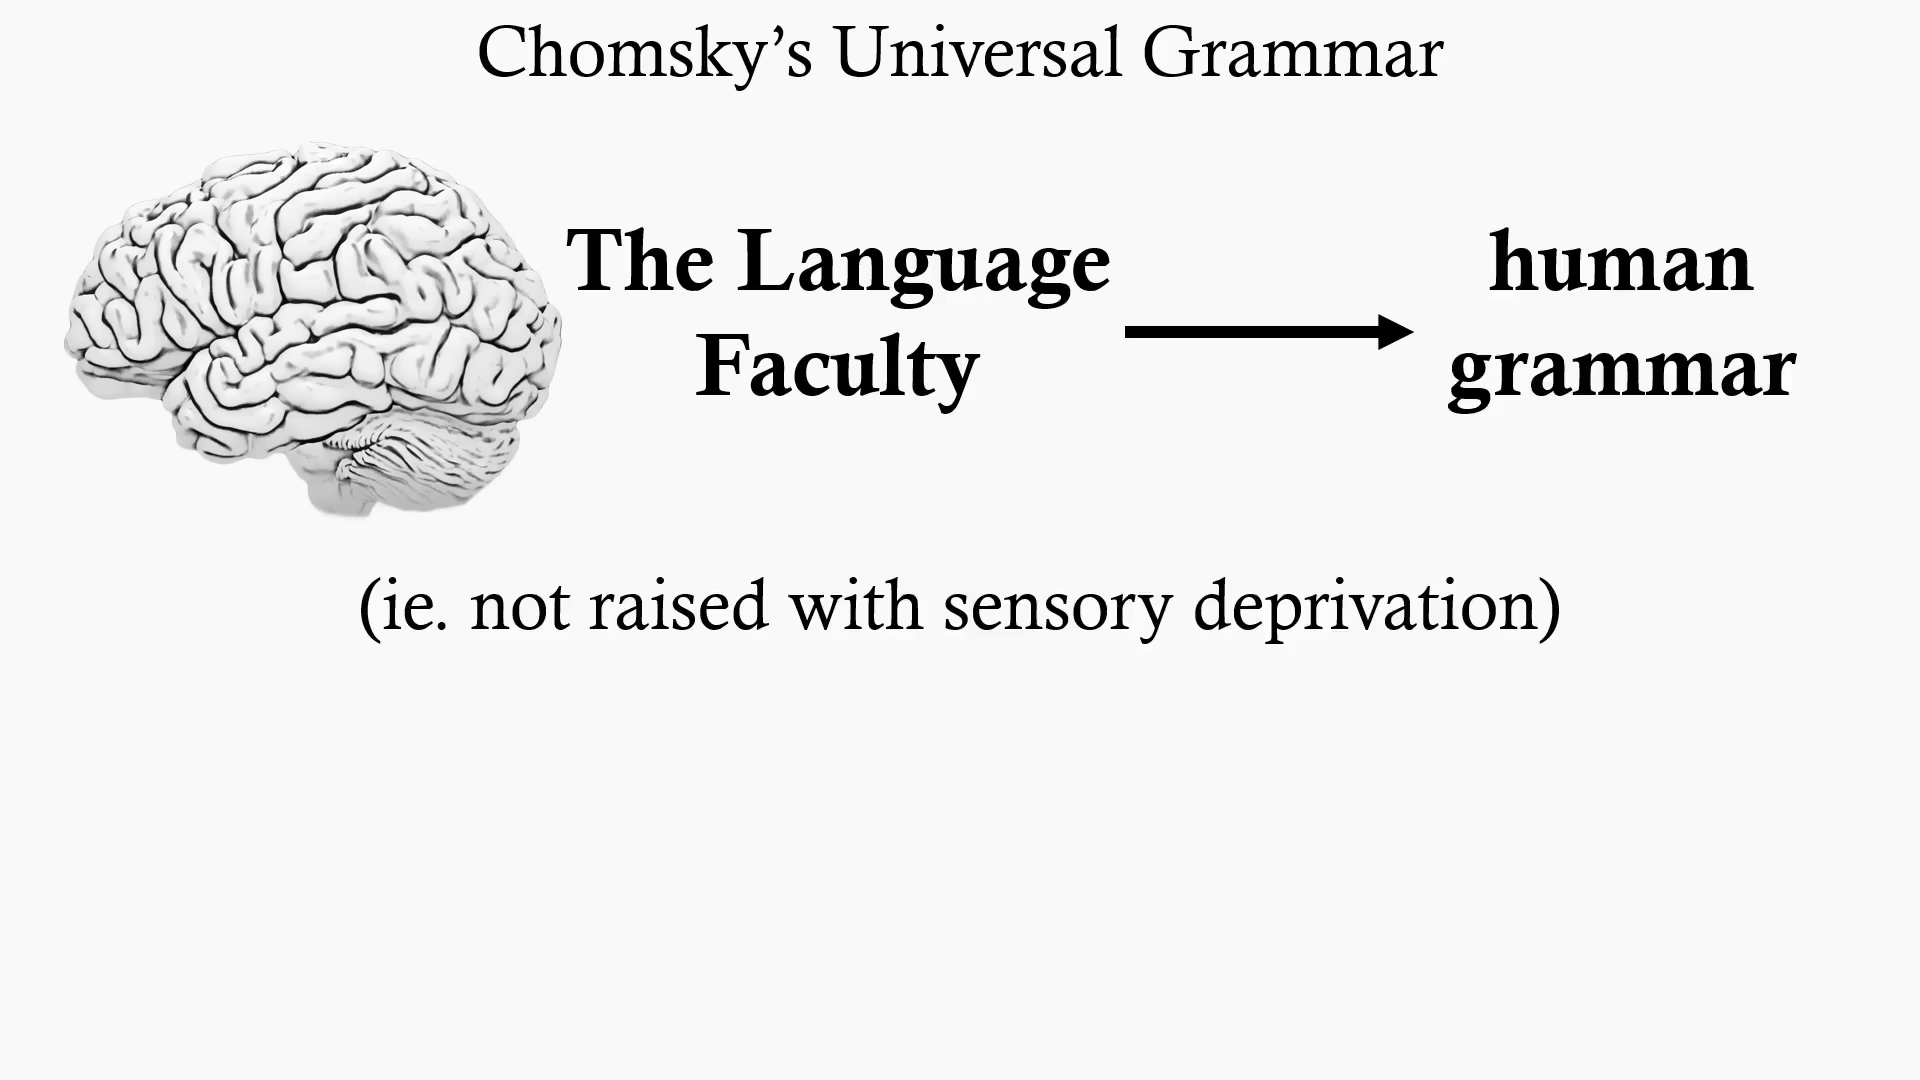 Chomsky’s Universal Grammar
The Language
Faculty
human
grammar
(ie. not raised with sensory deprivation)